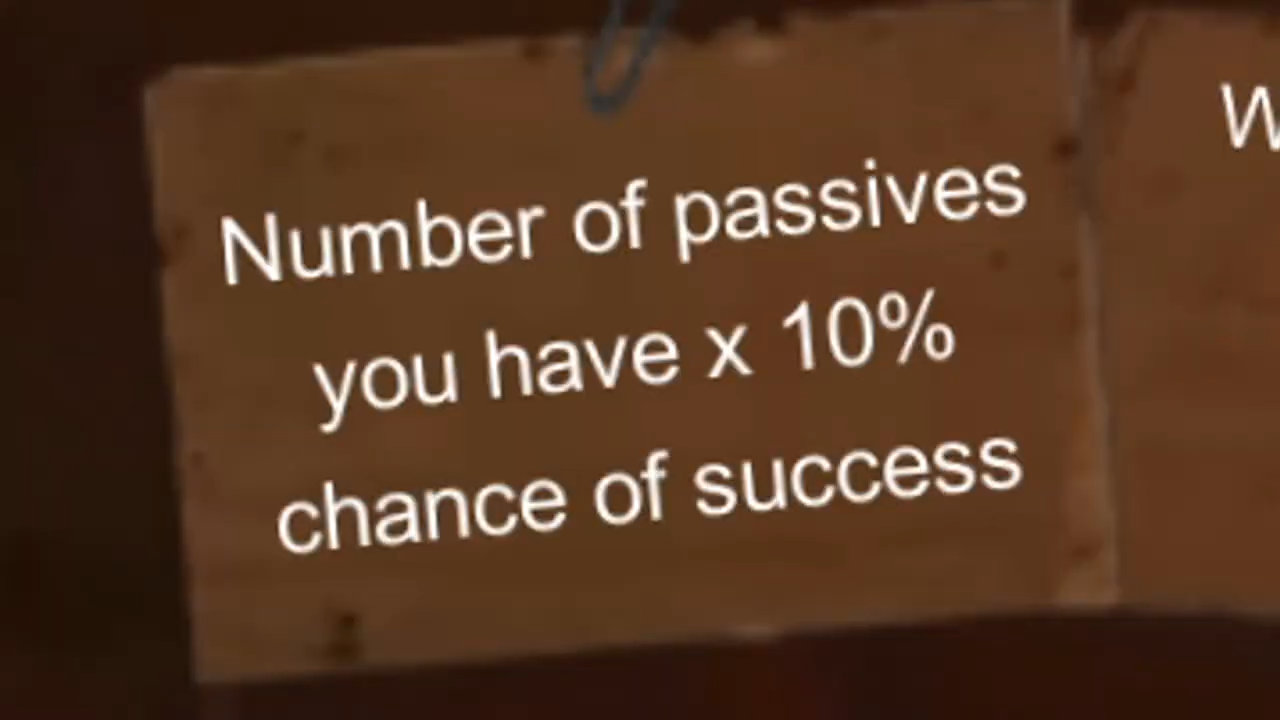 Number of passives
you have x 10%
chance of success
W